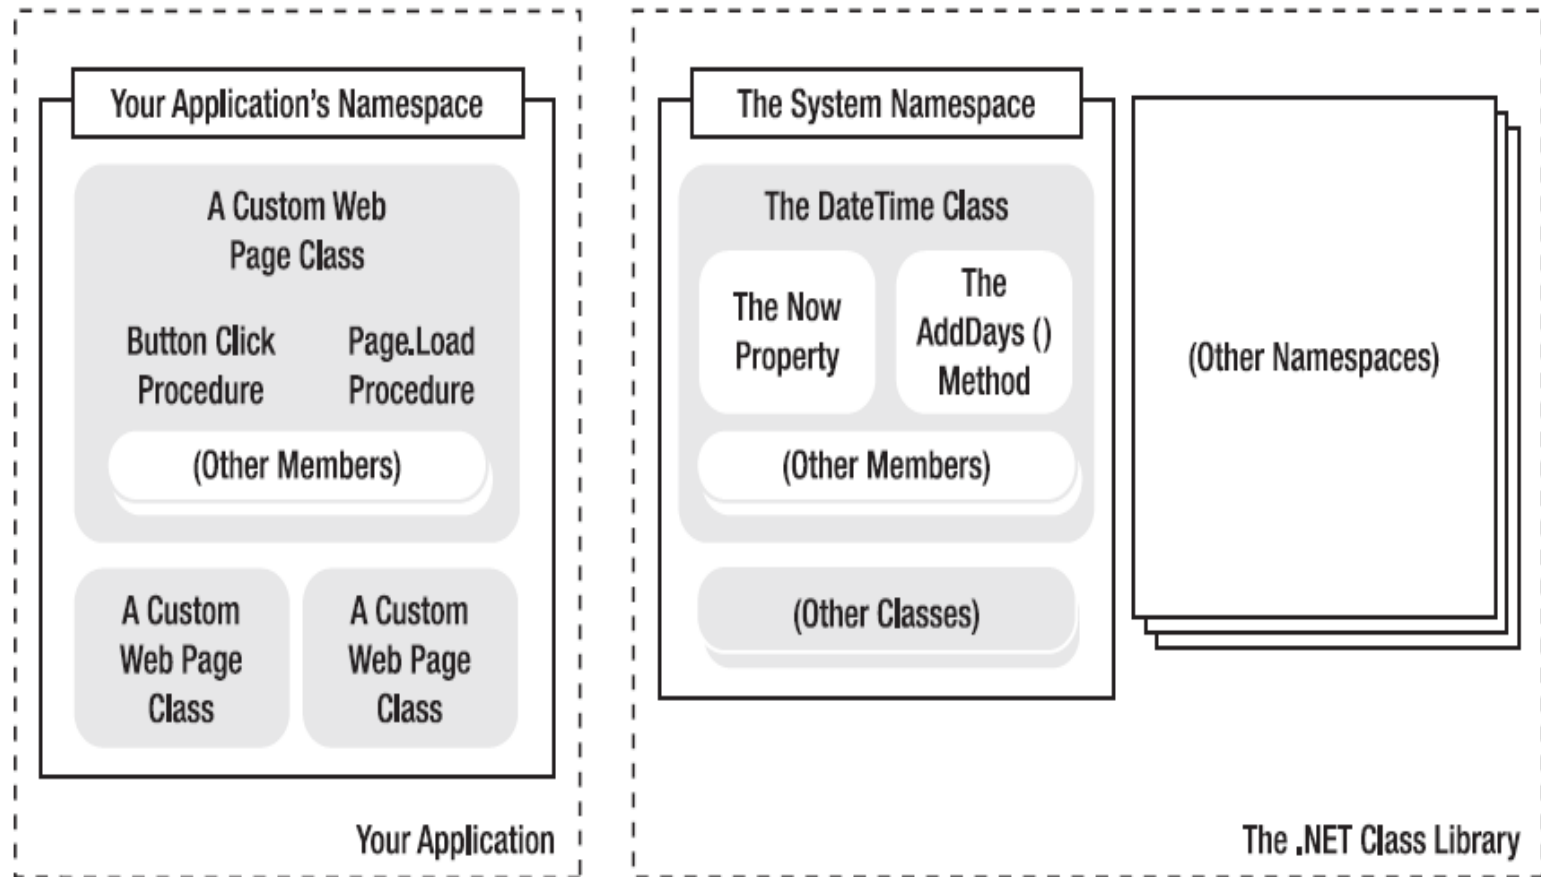 Your Application's Namespace
A Custom Web
Page Class
Button Click
Procedure
Page.Load
Procedure
(Other Members)
A Custom
Web Page
Class
A Custom
Web Page
Class
Your Application
The System Namespace
The DateTime Class
The Now
Property
The
AddDays ()
Method
(Other Members)
(Other Classes)
(Other Namespaces)
The .NET Class Library